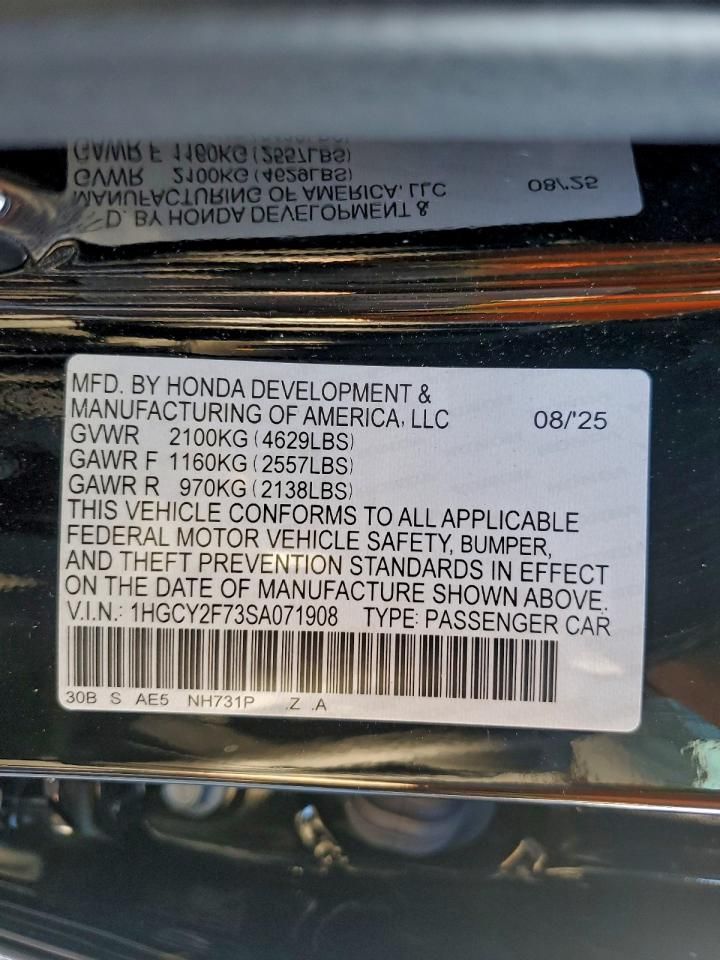 GAWR F 1160KG (2557LBS)
GVWR 2100KG (4629LBS)
MANUFACTURING OF AMERICA, LLC 08/'25
D. BY HONDA DEVELOPMENT &
MFD. BY HONDA DEVELOPMENT &
MANUFACTURING OF AMERICA, LLC 08/'25
GVWR 2100KG (4629LBS)
GAWR F 1160KG (2557LBS)
GAWR R 970KG (2138LBS)
THIS VEHICLE CONFORMS TO ALL APPLICABLE
FEDERAL MOTOR VEHICLE SAFETY, BUMPER,
AND THEFT PREVENTION STANDARDS IN EFFECT
ON THE DATE OF MANUFACTURE SHOWN ABOVE.
V.I.N.: 1HGCY2F73SA071908 TYPE: PASSENGER CAR
30B S AE5 NH731P .Z .A